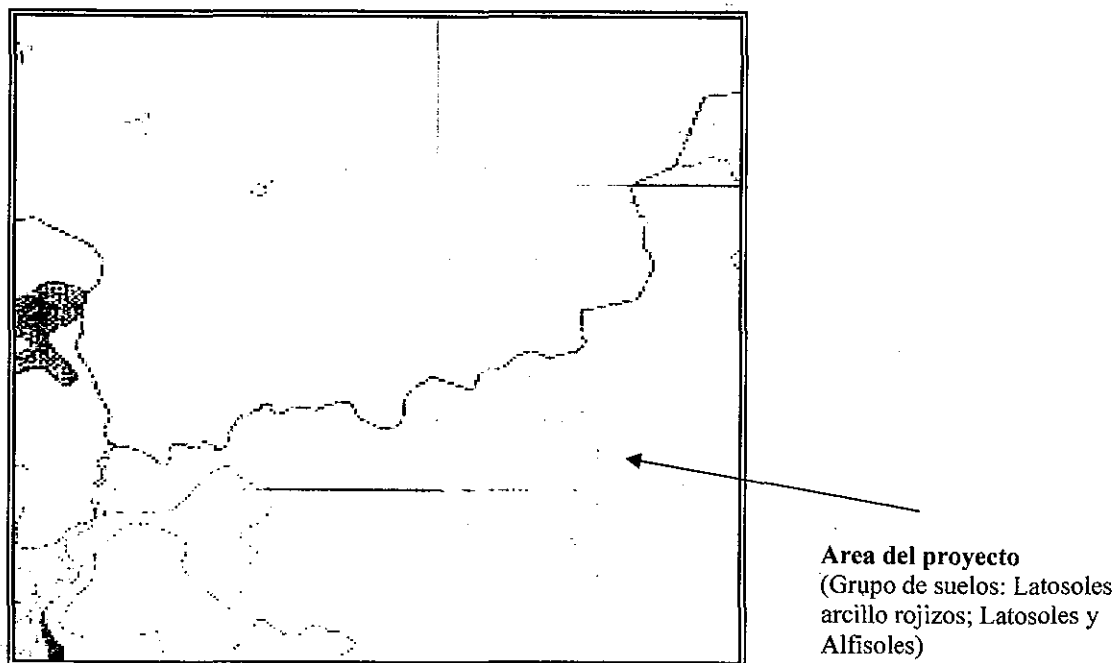 Area del proyecto
(Grupo de suelos: Latosoles
arcillo rojizos; Latosoles y
Alfisoles)